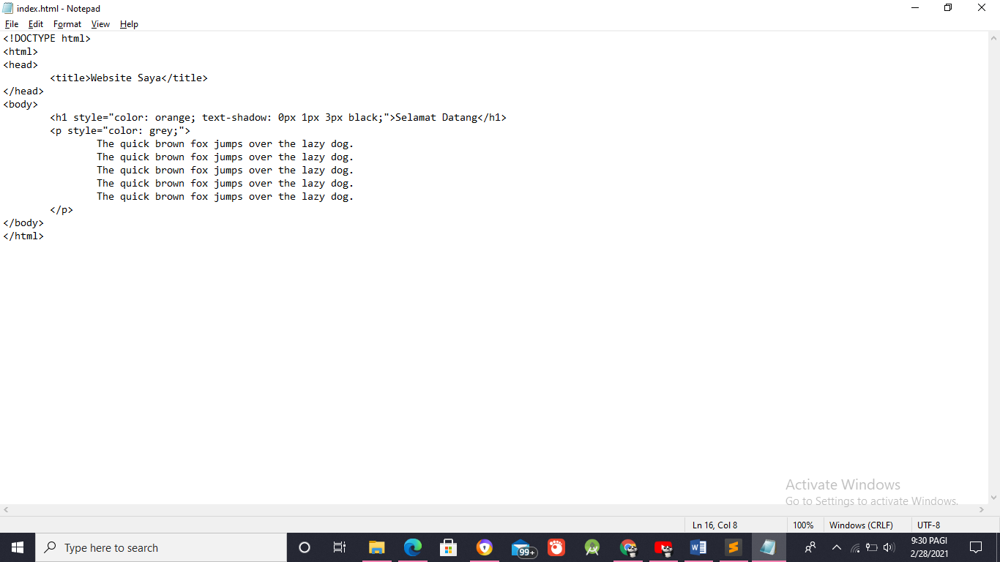 index.html - Notepad
File Edit Format View Help
<!DOCTYPE html>
<html>
<head>
	<title>Website Saya</title>
</head>
<body>
	<h1 style="color: orange; text-shadow: 0px 1px 3px black;">Selamat Datang</h1>
	<p style="color: grey;">
		The quick brown fox jumps over the lazy dog.
		The quick brown fox jumps over the lazy dog.
		The quick brown fox jumps over the lazy dog.
		The quick brown fox jumps over the lazy dog.
		The quick brown fox jumps over the lazy dog.
	</p>
</body>
</html>
Activate Windows
Go to Settings to activate Windows.
Ln 16, Col 8 100% Windows (CRLF) UTF-8
Type here to search 99+ W 9:30 PAGI
2/28/2021